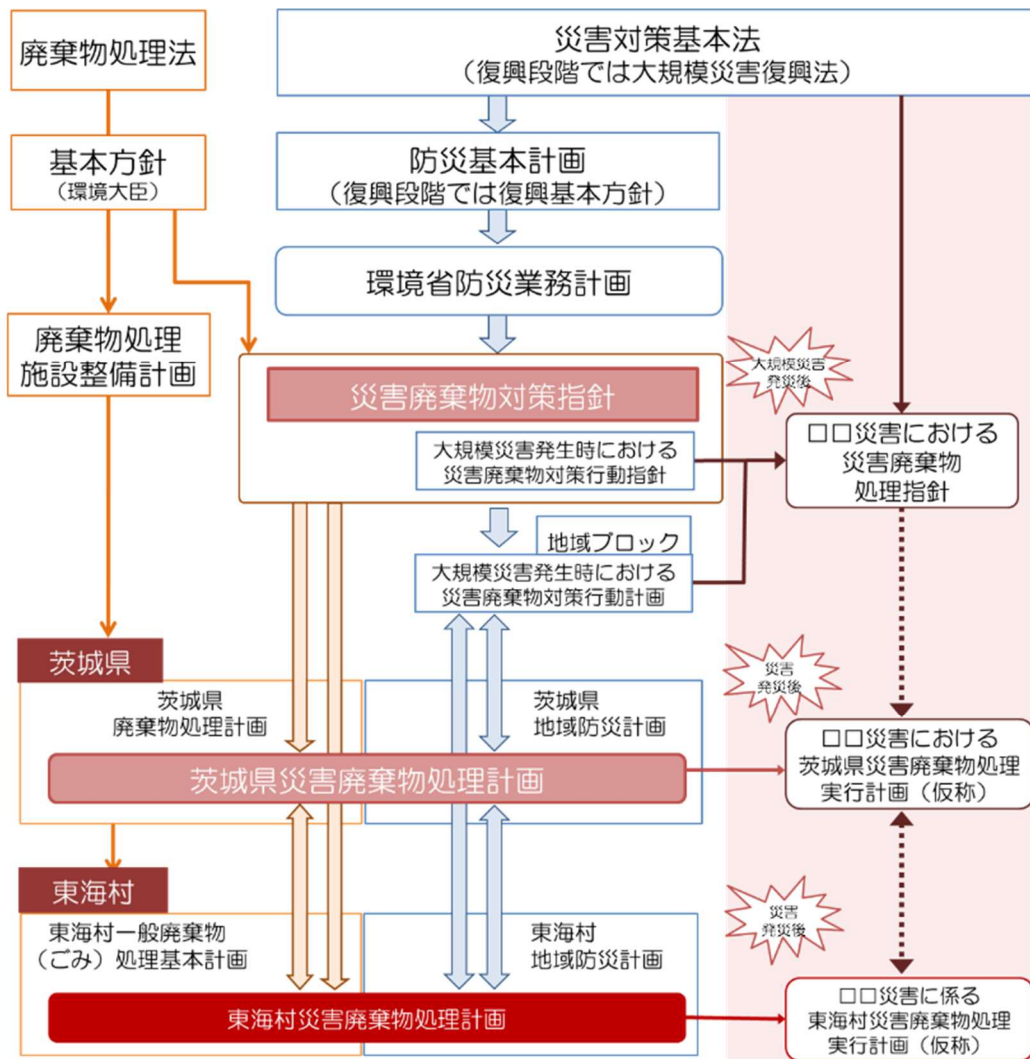 廃棄物処理法
災害対策基本法
（復興段階では大規模災害復興法）
基本方針
（環境大臣）
防災基本計画
（復興段階では復興基本方針）
環境省防災業務計画
廃棄物処理
施設整備計画
災害廃棄物対策指針
大規模災害発生時における
災害廃棄物対策行動指針
大規模災害
発災後
□□災害における
災害廃棄物
処理指針
地域ブロック
大規模災害発生時における
災害廃棄物対策行動計画
茨城県
茨城県
廃棄物処理計画
茨城県
地域防災計画
茨城県災害廃棄物処理計画
災害
発災後
□□災害における
茨城県災害廃棄物処理
実行計画（仮称）
東海村
東海村一般廃棄物
（ごみ）処理基本計画
東海村
地域防災計画
東海村災害廃棄物処理計画
災害
発災後
□□災害に係る
東海村災害廃棄物処理
実行計画（仮称）